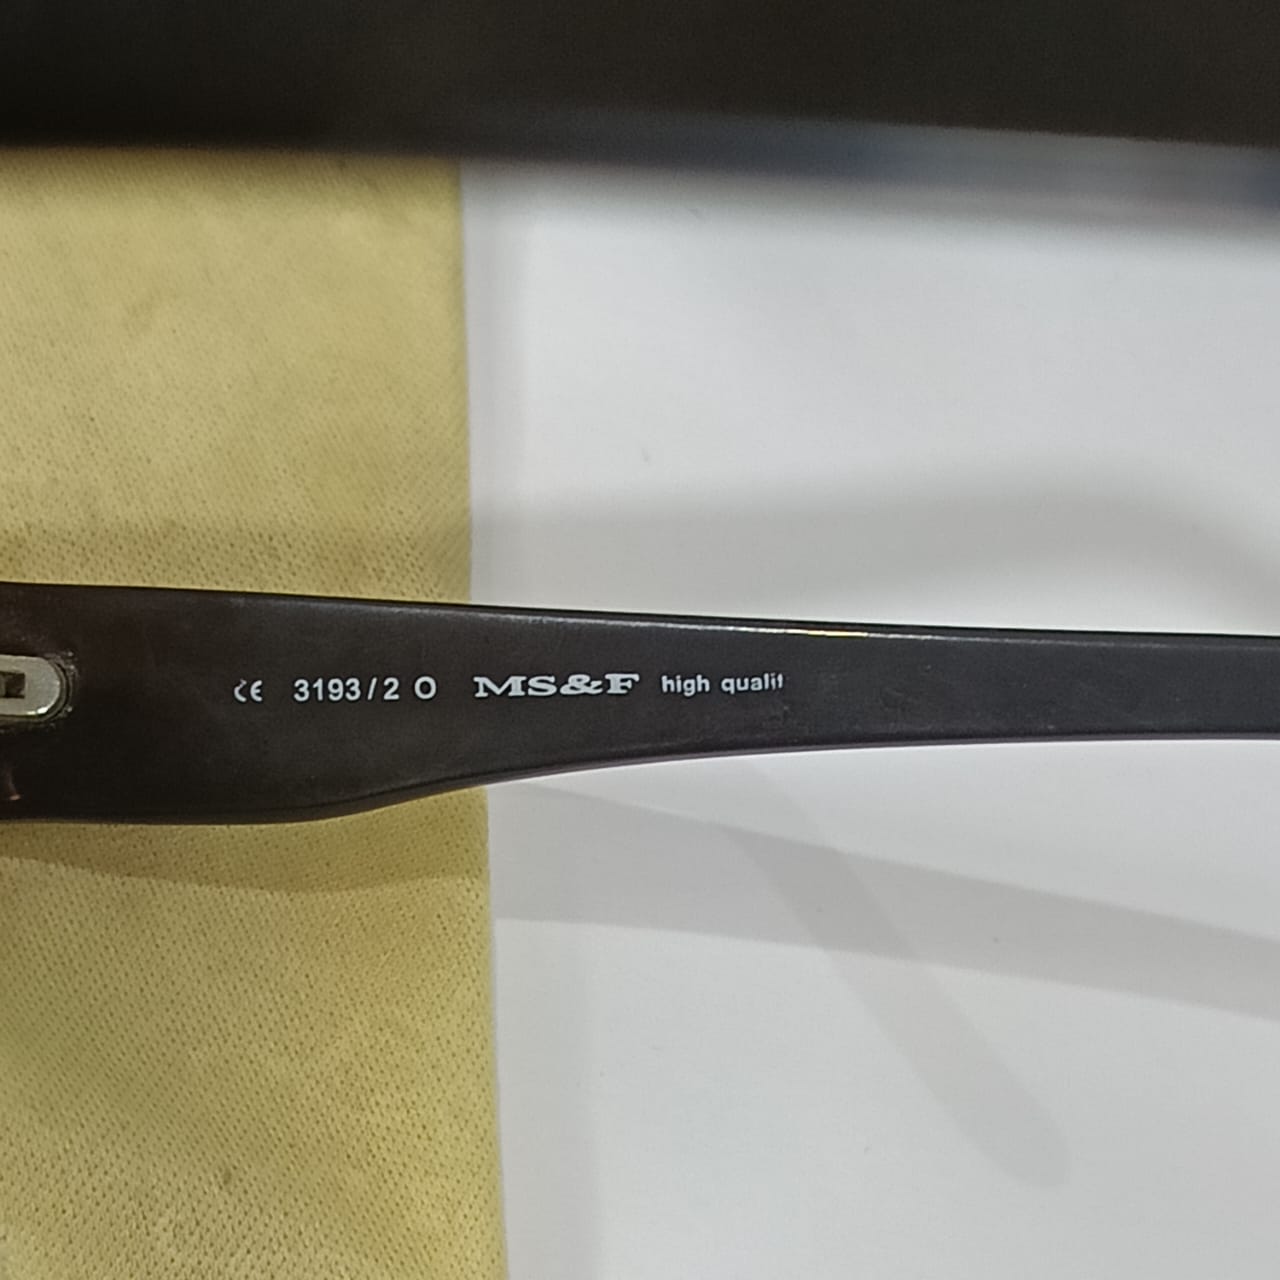 CE 3193/2 O MS&F high qualit